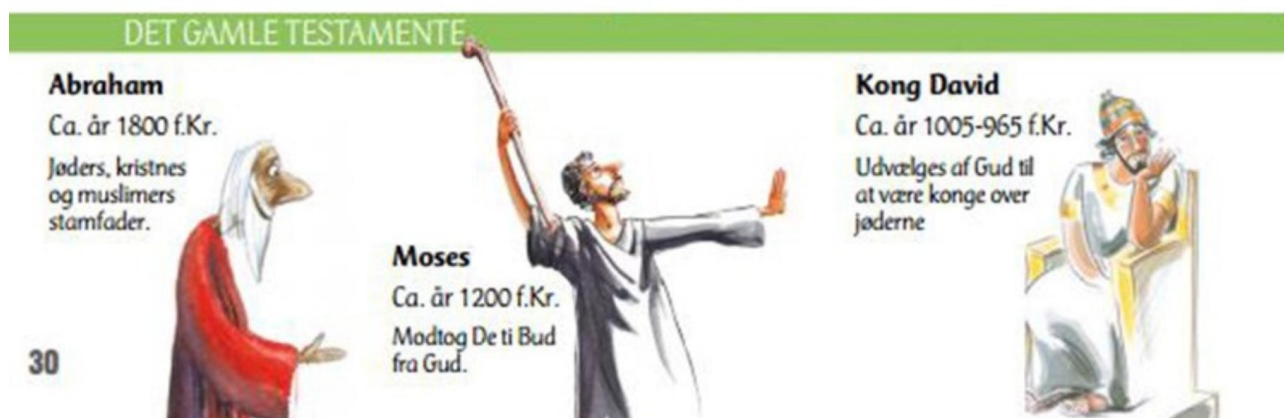 DET GAMLE TESTAMENTE
Abraham
Ca. år 1800 f.Kr.
Jøders, kristnes
og muslimers
stamfader.
Moses
Ca. år 1200 f.Kr.
Modtog De ti Bud
fra Gud.
Kong David
Ca. år 1005-965 f.Kr.
Udvælges af Gud til
at være konge over
jøderne
30